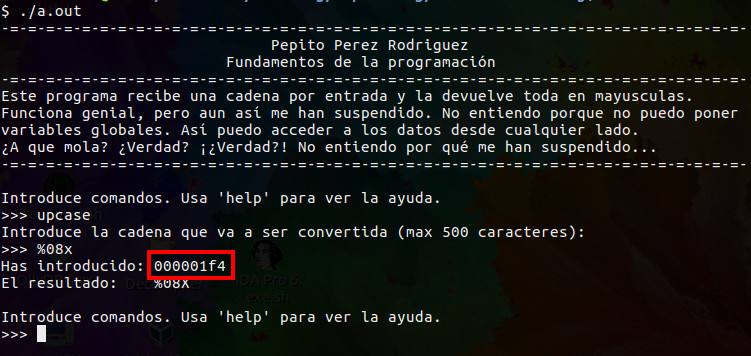 $ ./a.out
-=-=-=-=-=-=-=-=-=-=-=-=-=-=-=-=-=-=-=-=-=-=-=-=-=-=-=-=-=-=-=-=-=-=-=-=-=-=-=-
Pepito Perez Rodriguez
Fundamentos de la programación
-=-=-=-=-=-=-=-=-=-=-=-=-=-=-=-=-=-=-=-=-=-=-=-=-=-=-=-=-=-=-=-=-=-=-=-=-=-=-=-
Este programa recibe una cadena por entrada y la devuelve toda en mayusculas.
Funciona genial, pero aun así me han suspendido. No entiendo porque no puedo poner
variables globales. Así puedo acceder a los datos desde cualquier lado.
¿A que mola? ¿Verdad? ¡¿Verdad?! No entiendo por qué me han suspendido...
-=-=-=-=-=-=-=-=-=-=-=-=-=-=-=-=-=-=-=-=-=-=-=-=-=-=-=-=-=-=-=-=-=-=-=-=-=-=-=-
Introduce comandos. Usa 'help' para ver la ayuda.
>>> upcase
Introduce la cadena que va a ser convertida (max 500 caracteres):
>>> %08x
Has introducido: 000001f4
El resultado: %08X
Introduce comandos. Usa 'help' para ver la ayuda.
>>>